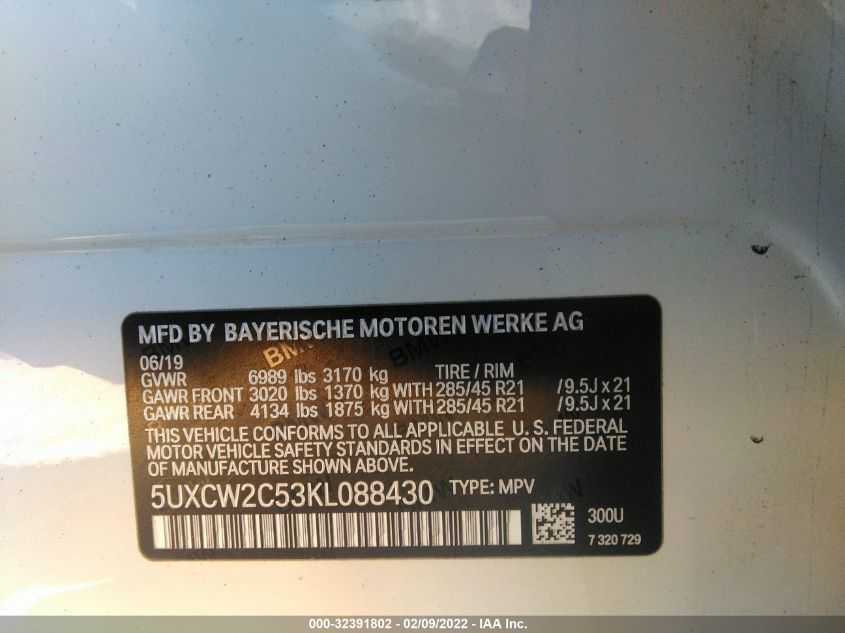 MFD BY BAYERISCHE MOTOREN WERKE AG
06/19
GVWR 6989 lbs 3170 kg TIRE / RIM
GAWR FRONT 3020 lbs 1370 kg WITH 285/45 R21 /9.5J x 21
GAWR REAR 4134 lbs 1875 kg WITH 285/45 R21 /9.5J x 21
THIS VEHICLE CONFORMS TO ALL APPLICABLE U. S. FEDERAL
MOTOR VEHICLE SAFETY STANDARDS IN EFFECT ON THE DATE
OF MANUFACTURE SHOWN ABOVE.
5UXCW2C53KL088430 TYPE: MPV
300U
7 320 729
000-32391802 - 02/09/2022 - IAA Inc.